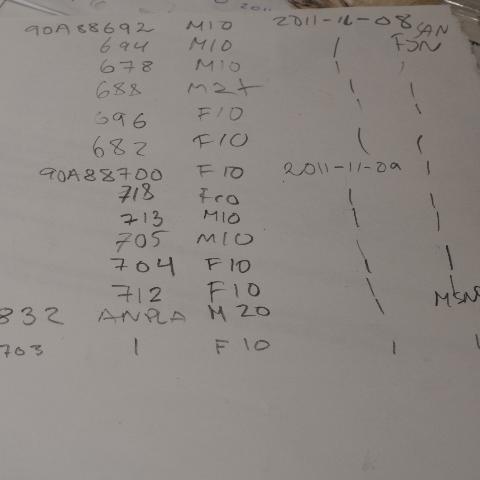 2011
90A88692 M10 2011-11-08 SAN
694 M10 | FSN
678 M10 | |
688 M2+ | |
696 F10 | \
682 F10 | |
90A88700 F10 2011-11-09 |
718 F10 | |
713 M10 | |
705 M10
704 F10 \ |
712 F10 \ MSN
832 ANPLA M20 \
703 | F10 | |